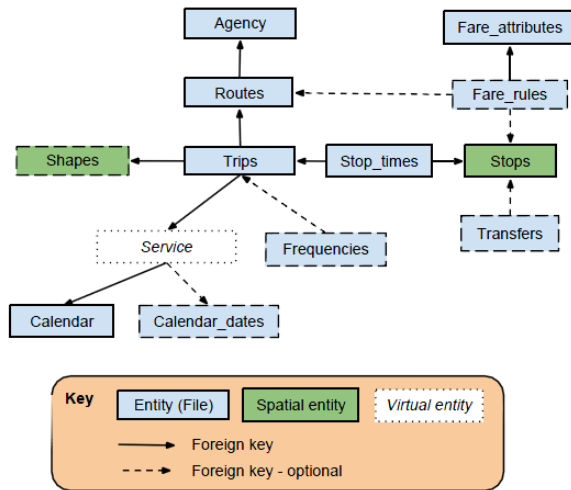 Agency
Fare_attributes
Routes
Fare_rules
Shapes
Trips
Stop_times
Stops
Service
Frequencies
Transfers
Calendar
Calendar_dates
Key
Entity (File)
Spatial entity
Virtual entity
Foreign key
Foreign key - optional